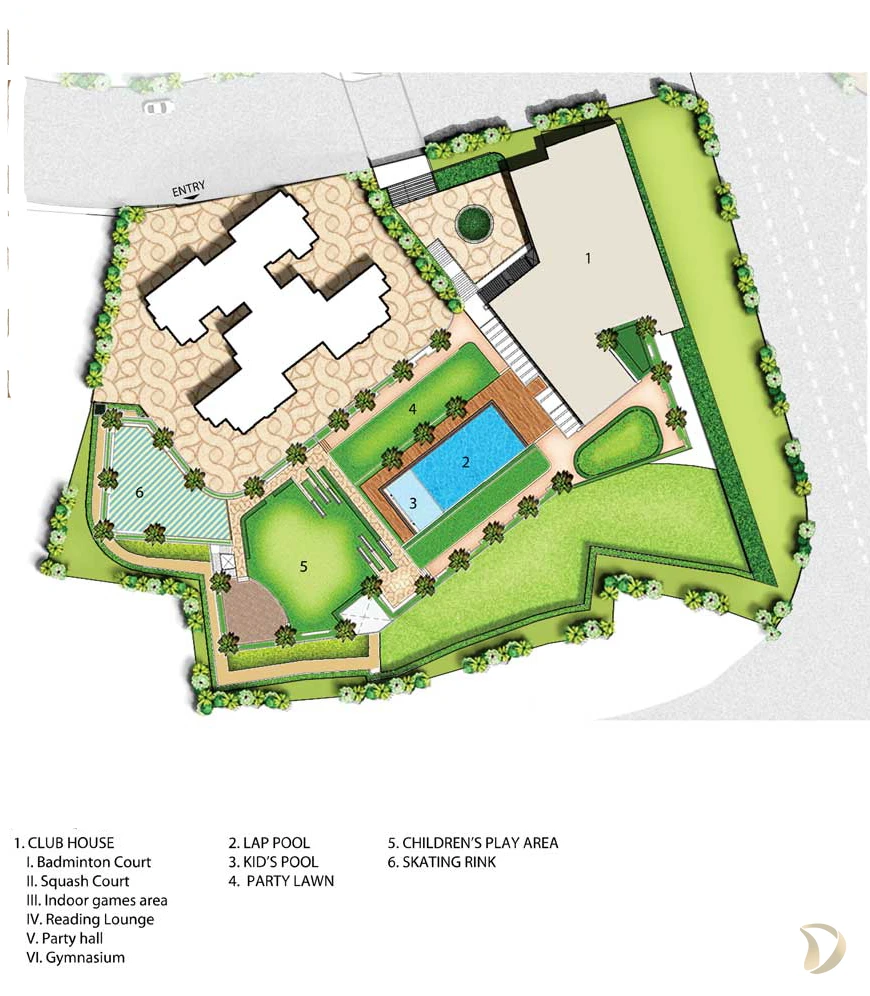 ENTRY
1
4
2
6
3
5
1. CLUB HOUSE
I. Badminton Court
II. Squash Court
III. Indoor games area
IV. Reading Lounge
V. Party hall
VI. Gymnasium
2. LAP POOL
3. KID'S POOL
4. PARTY LAWN
5. CHILDREN'S PLAY AREA
6. SKATING RINK